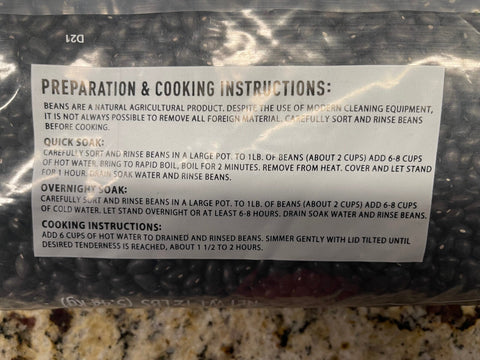 D21
PREPARATION & COOKING INSTRUCTIONS:
BEANS ARE A NATURAL AGRICULTURAL PRODUCT. DESPITE THE USE OF MODERN CLEANING EQUIPMENT,
IT IS NOT ALWAYS POSSIBLE TO REMOVE ALL FOREIGN MATERIAL. CAREFULLY SORT AND RINSE BEANS
BEFORE COOKING.
QUICK SOAK:
CAREFULLY SORT AND RINSE BEANS IN A LARGE POT. TO 1LB. OF BEANS (ABOUT 2 CUPS) ADD 6-8 CUPS
OF HOT WATER. BRING TO RAPID BOIL, BOIL FOR 2 MINUTES. REMOVE FROM HEAT. COVER AND LET STAND
FOR 1 HOUR. DRAIN SOAK WATER AND RINSE BEANS.
OVERNIGHT SOAK:
CAREFULLY SORT AND RINSE BEANS IN A LARGE POT. TO 1LB. OF BEANS (ABOUT 2 CUPS) ADD 6-8 CUPS
OF COLD WATER. LET STAND OVERNIGHT OR AT LEAST 6-8 HOURS. DRAIN SOAK WATER AND RINSE BEANS.
COOKING INSTRUCTIONS:
ADD 6 CUPS OF HOT WATER TO DRAINED AND RINSED BEANS. SIMMER GENTLY WITH LID TILTED UNTIL
DESIRED TENDERNESS IS REACHED, ABOUT 1 1/2 TO 2 HOURS.
NET WT. 12 LBS (5.4 Kg)